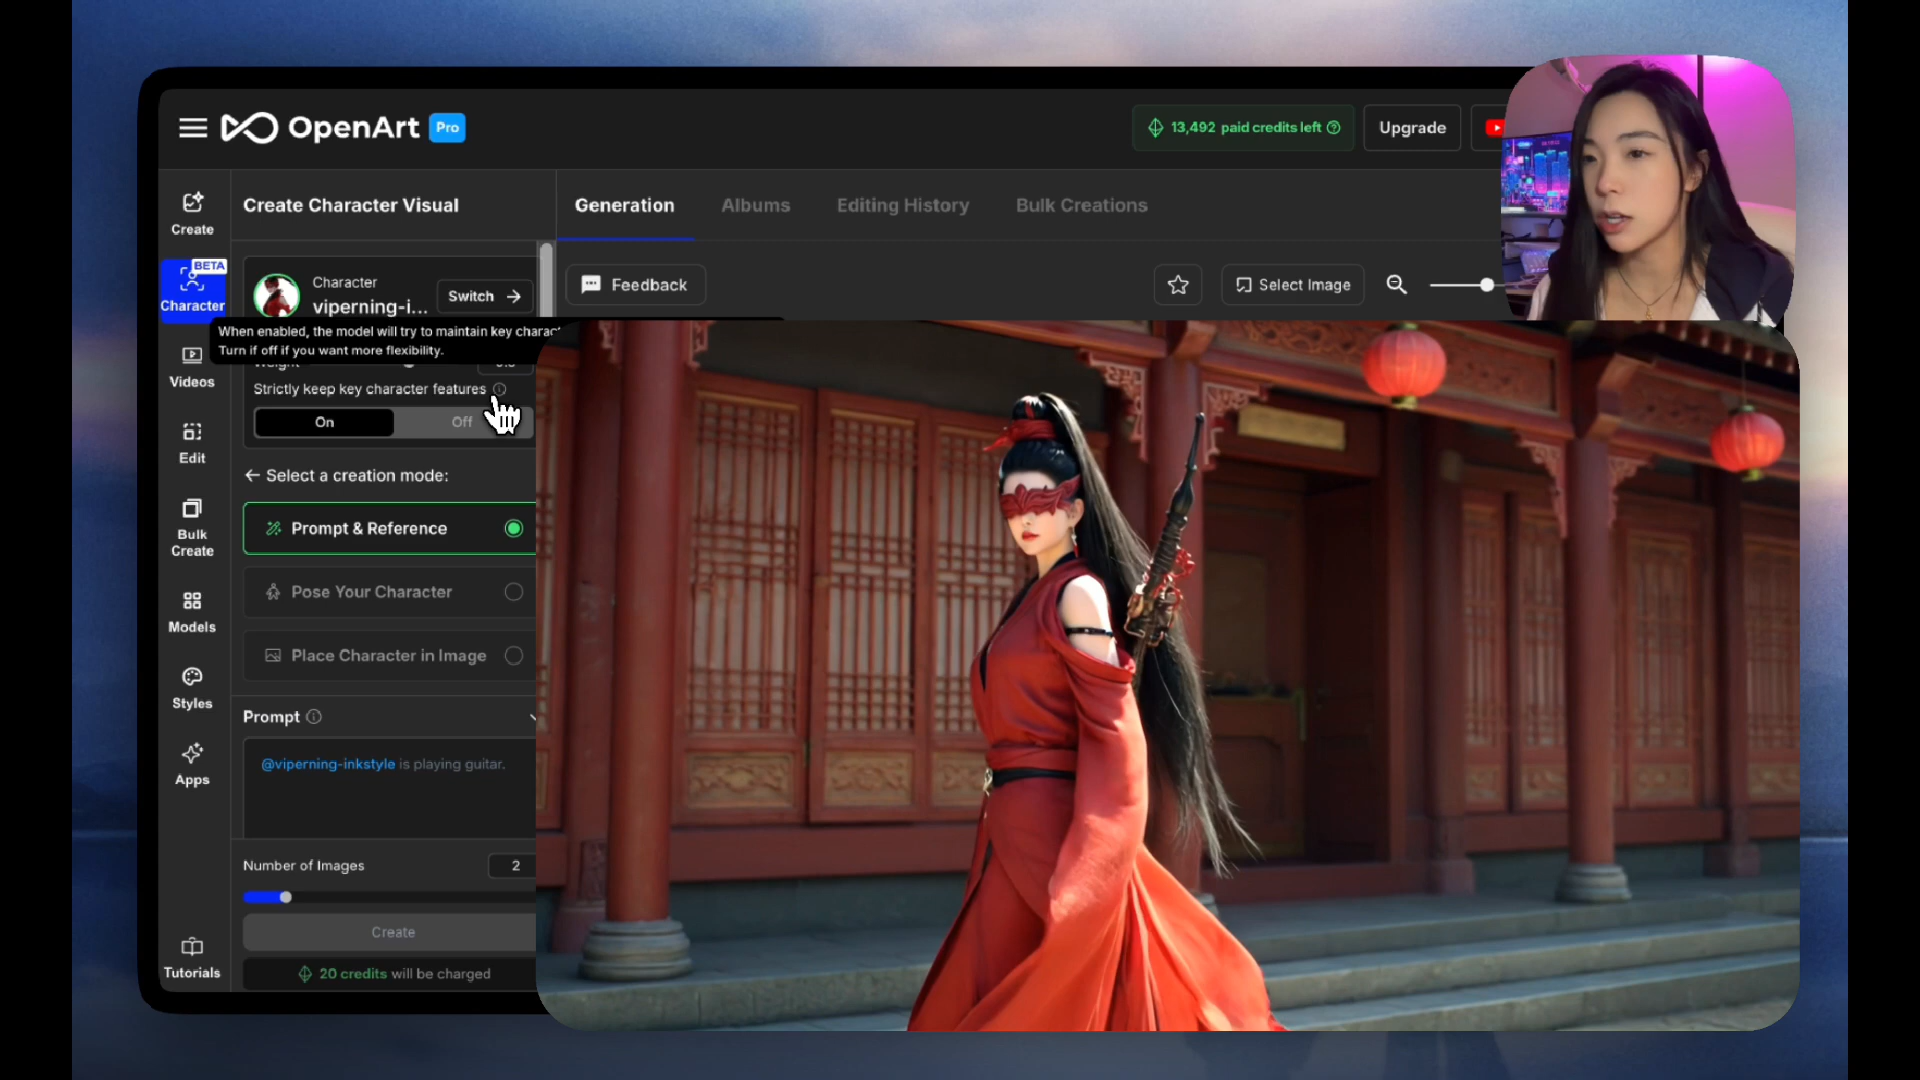 OpenArt Pro
13,492 paid credits left
Upgrade
Create
Create Character Visual
Generation
Albums
Editing History
Bulk Creations
BETA
Character
Character
viperning-i...
Switch
Feedback
Select Image
When enabled, the model will try to maintain key charac
Turn if off if you want more flexibility.
Videos
Strictly keep key character features
On
Off
Edit
Select a creation mode:
Bulk
Create
Prompt & Reference
Pose Your Character
Models
Place Character in Image
Styles
Prompt
@viperning-inkstyle is playing guitar.
Apps
Number of Images
2
Create
Tutorials
20 credits will be charged